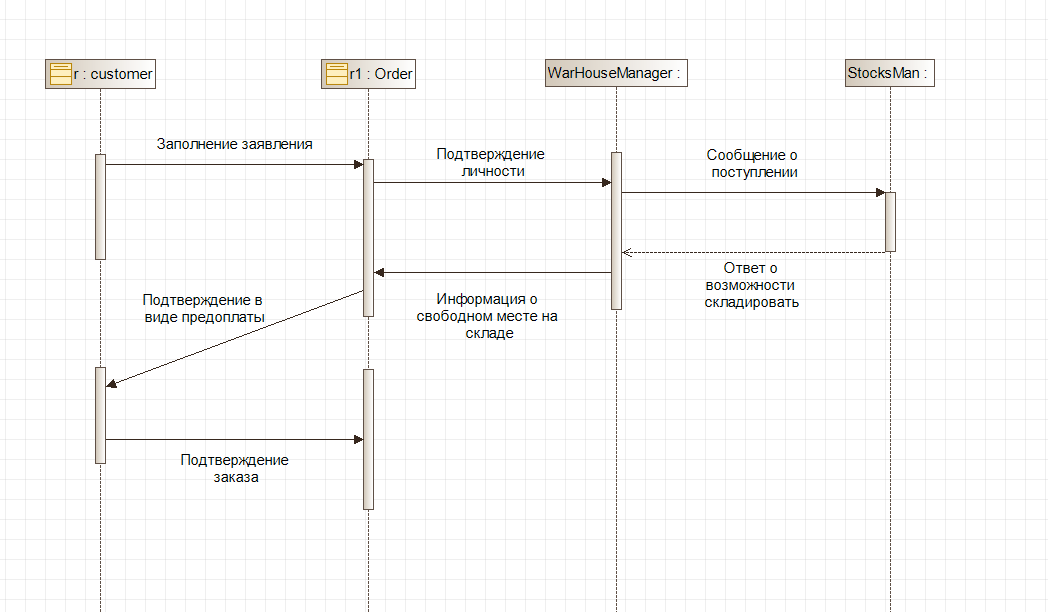 r : customer
r1 : Order
WarHouseManager :
StocksMan :
Заполнение заявления
Подтверждение
личности
Сообщение о
поступлении
Ответ о
возможности
складировать
Информация о
свободном месте на
складе
Подтверждение в
виде предоплаты
Подтверждение
заказа